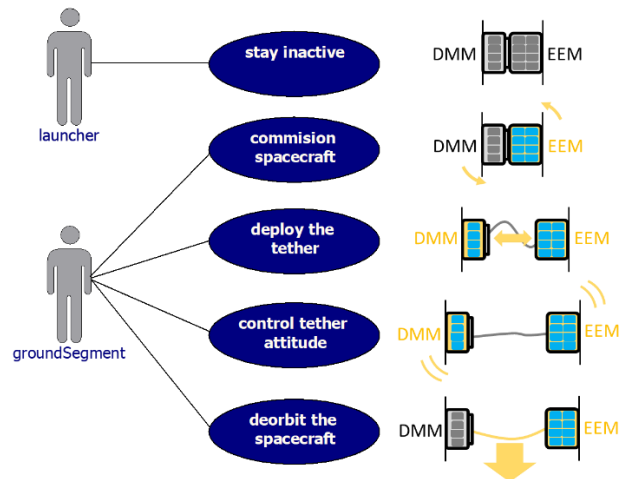 stay inactive
DMM EEM
launcher
commision
spacecraft
DMM EEM
deploy the
tether
DMM EEM
control tether
attitude
DMM EEM
groundSegment
deorbit the
spacecraft
DMM EEM